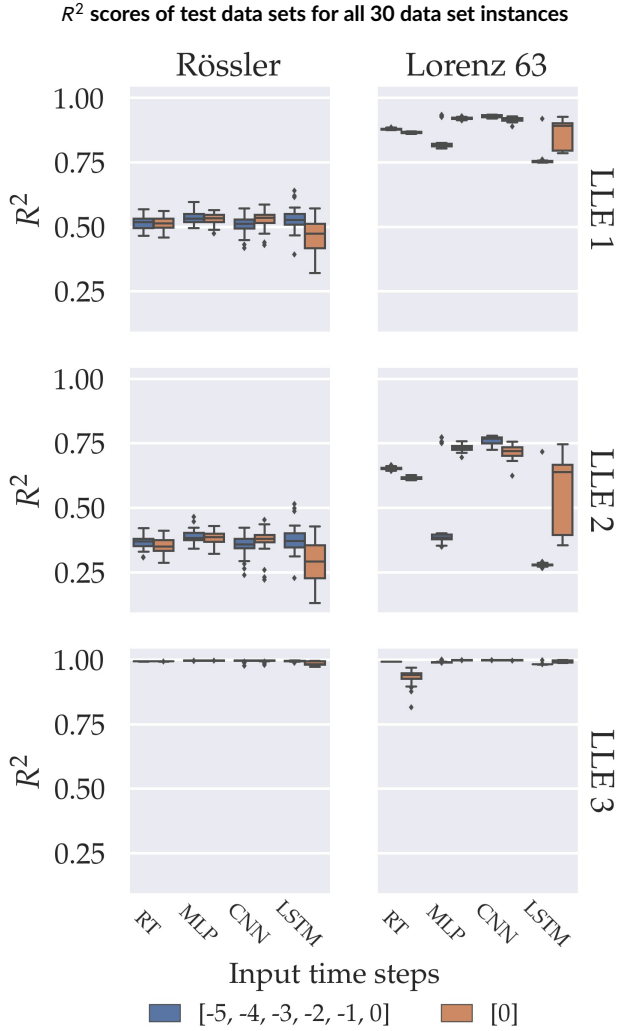 R² scores of test data sets for all 30 data set instances
Rössler
Lorenz 63
1.00
0.75
0.50
0.25
R²
LLE 1
1.00
0.75
0.50
0.25
R²
LLE 2
1.00
0.75
0.50
0.25
R²
LLE 3
RT
MLP
CNN
LSTM
RT
MLP
CNN
LSTM
Input time steps
[-5, -4, -3, -2, -1, 0]
[0]